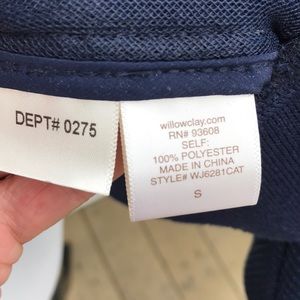 DEPT# 0275
willowclay.com
RN# 93608
SELF:
100% POLYESTER
MADE IN CHINA
STYLE# WJ6281CAT
S